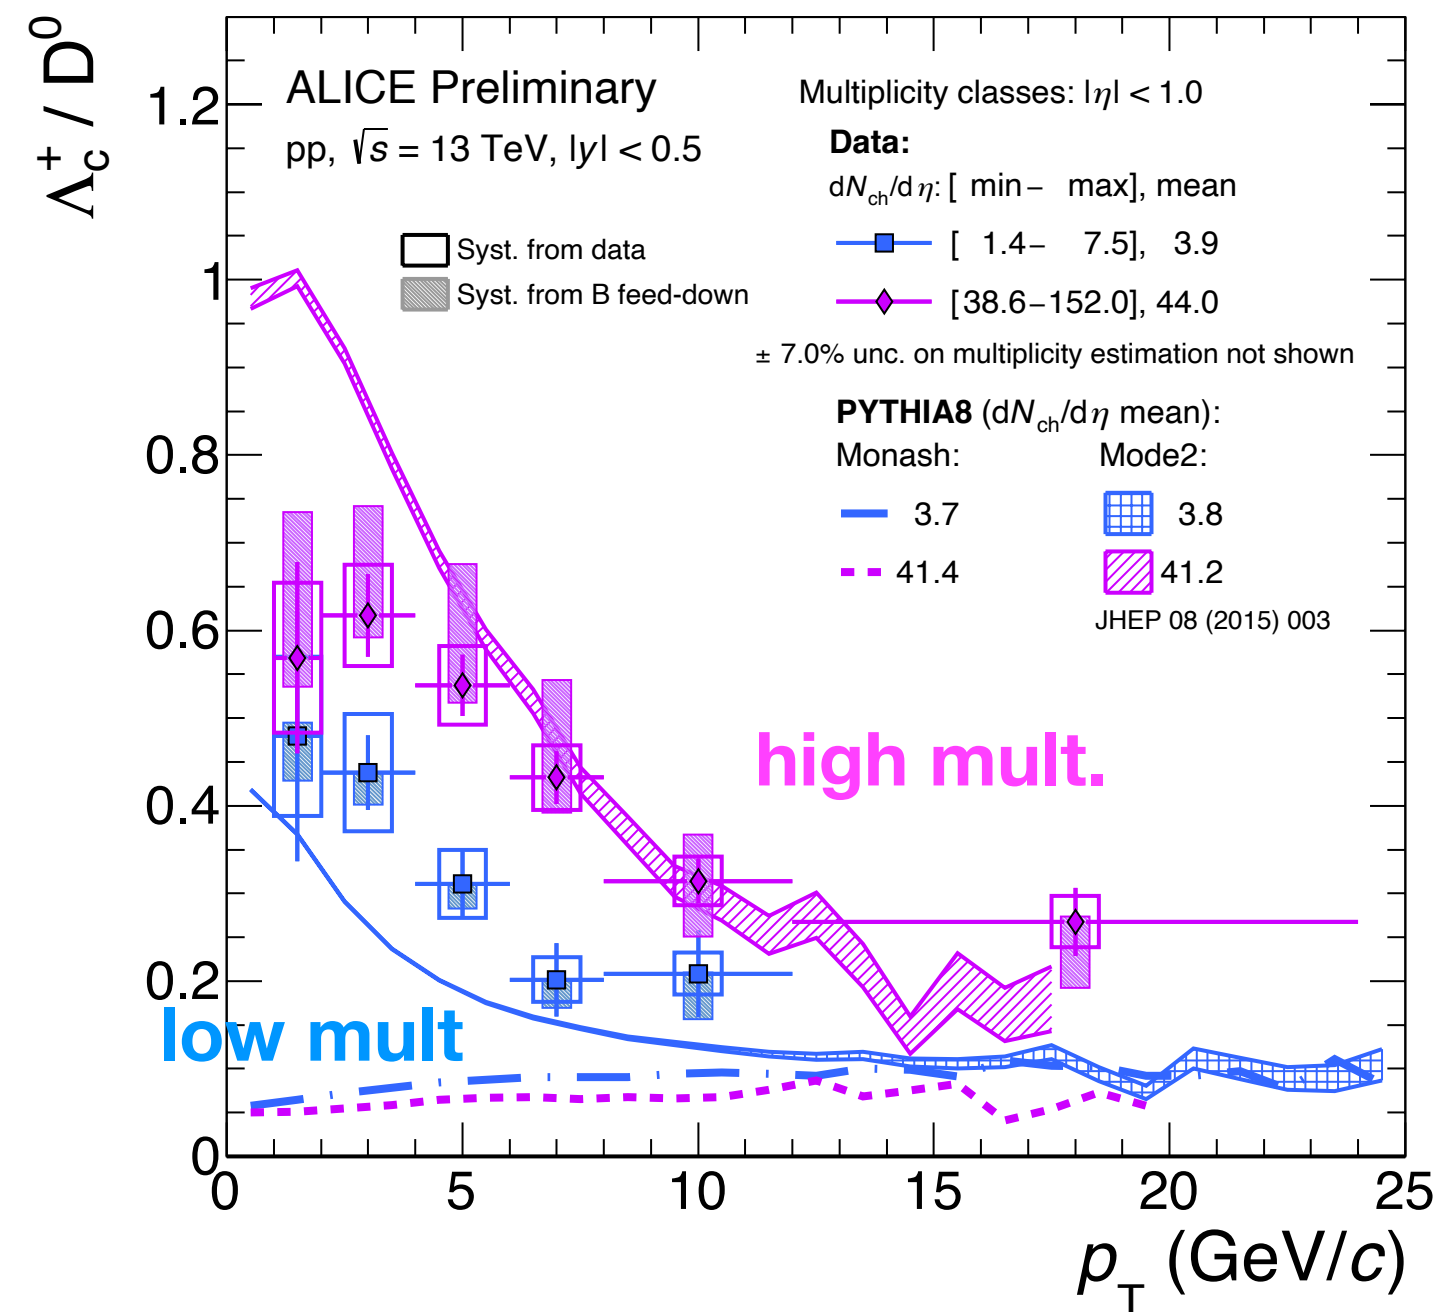 Λc+ / D0
ALICE Preliminary
pp, √s = 13 TeV, |y| < 0.5
Syst. from data
Syst. from B feed-down
Multiplicity classes: |η| < 1.0
Data:
dNch/dη: [ min − max], mean
[ 1.4 − 7.5], 3.9
[38.6−152.0], 44.0
± 7.0% unc. on multiplicity estimation not shown
PYTHIA8 (dNch/dη mean):
Monash: Mode2:
3.7 3.8
41.4 41.2
JHEP 08 (2015) 003
high mult.
low mult
1.2
1
0.8
0.6
0.4
0.2
0
0 5 10 15 20 25
pT (GeV/c)